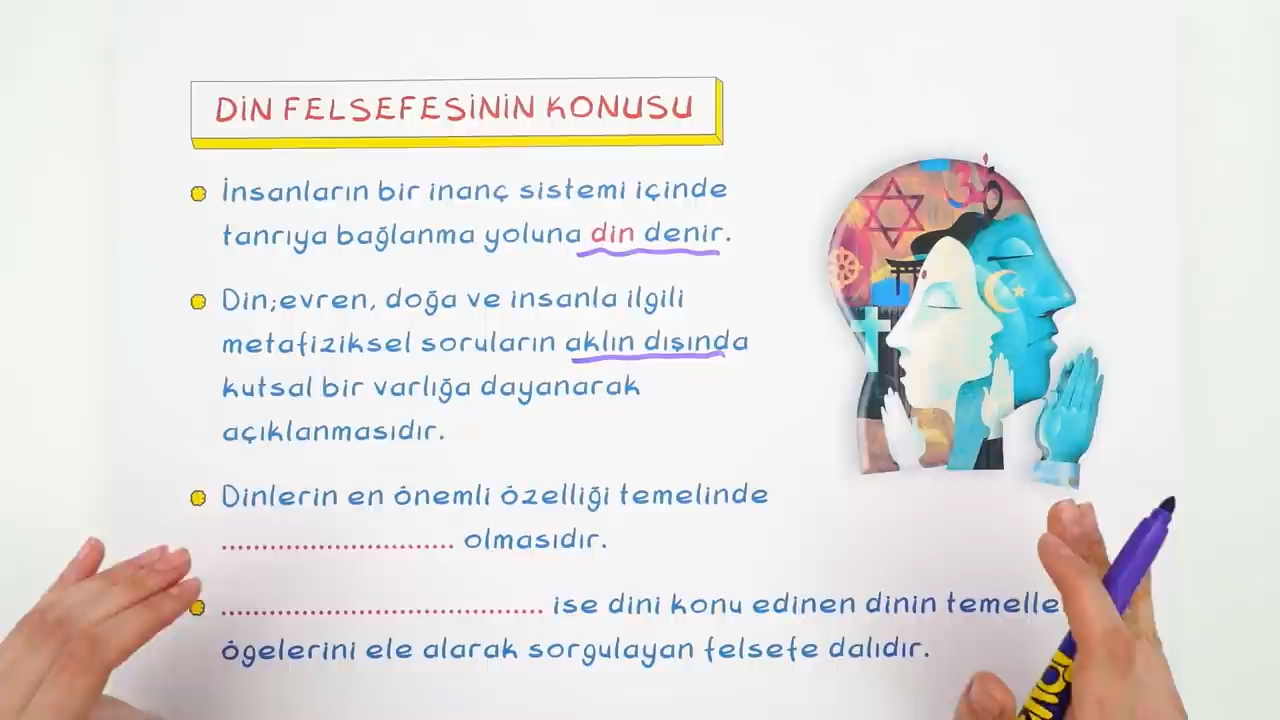 DİN FELSEFESİNİN KONUSU
İnsanların bir inanç sistemi içinde
tanrıya bağlanma yoluna din denir.
Din;evren, doğa ve insanla ilgili
metafiziksel soruların aklın dışında
kutsal bir varlığa dayanarak
açıklanmasıdır.
Dinlerin en önemli özelliği temelinde
............................. olmasıdır.
........................................ ise dini konu edinen dinin temelle
ögelerini ele alarak sorgulayan felsefe dalıdır.